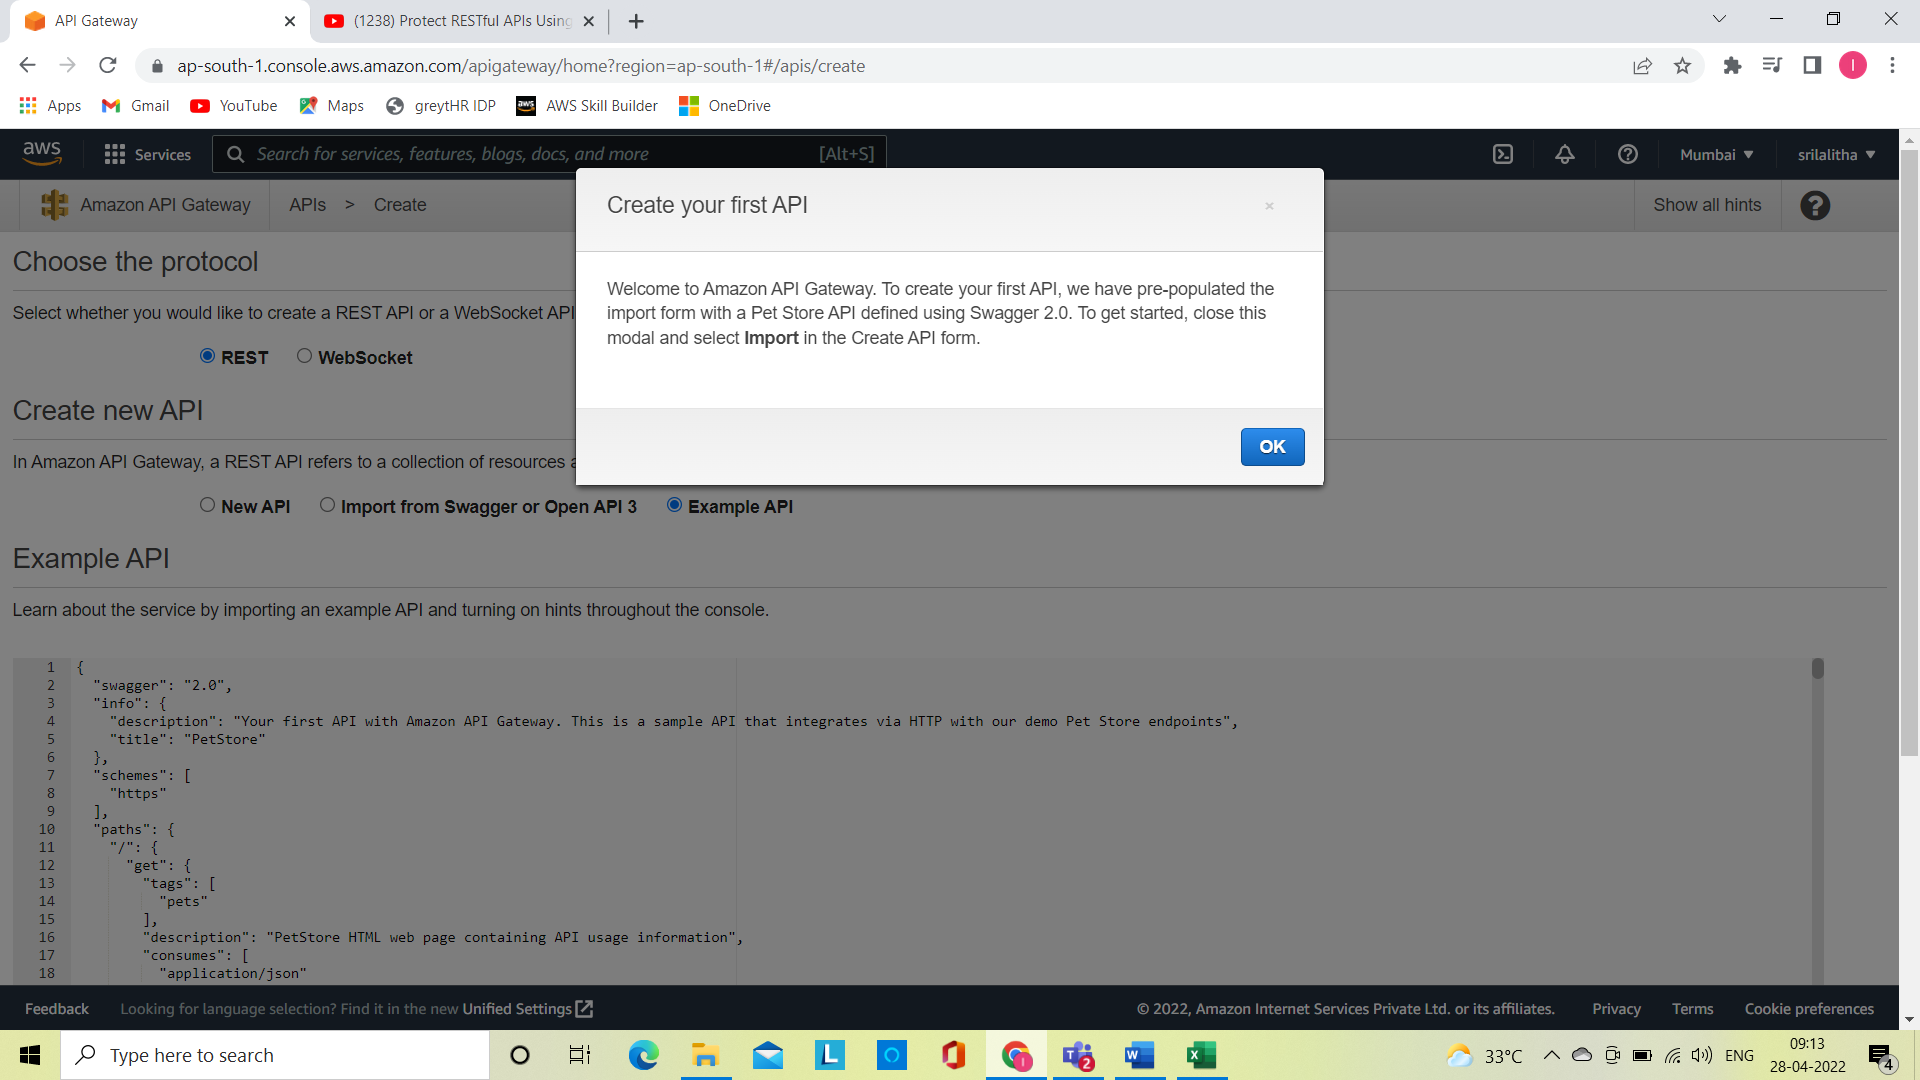 API Gateway
(1238) Protect RESTful APIs Using
ap-south-1.console.aws.amazon.com/apigateway/home?region=ap-south-1#/apis/create
I
Apps
Gmail
YouTube
Maps
greytHR IDP
AWS Skill Builder
OneDrive
aws
Services
Search for services, features, blogs, docs, and more
[Alt+S]
Mumbai
srilalitha
Amazon API Gateway
APIs > Create
Show all hints
Create your first API
Welcome to Amazon API Gateway. To create your first API, we have pre-populated the
import form with a Pet Store API defined using Swagger 2.0. To get started, close this
modal and select Import in the Create API form.
OK
Choose the protocol
Select whether you would like to create a REST API or a WebSocket API
REST
WebSocket
Create new API
In Amazon API Gateway, a REST API refers to a collection of resources
New API
Import from Swagger or Open API 3
Example API
Example API
Learn about the service by importing an example API and turning on hints throughout the console.
1 {
2 "swagger": "2.0",
3 "info": {
4 "description": "Your first API with Amazon API Gateway. This is a sample API that integrates via HTTP with our demo Pet Store endpoints",
5 "title": "PetStore"
6 },
7 "schemes": [
8 "https"
9 ],
10 "paths": {
11 "/": {
12 "get": {
13 "tags": [
14 "pets"
15 ],
16 "description": "PetStore HTML web page containing API usage information",
17 "consumes": [
18 "application/json"
Feedback
Looking for language selection? Find it in the new Unified Settings
© 2022, Amazon Internet Services Private Ltd. or its affiliates.
Privacy
Terms
Cookie preferences
Type here to search
33°C
ENG
09:13
28-04-2022
4